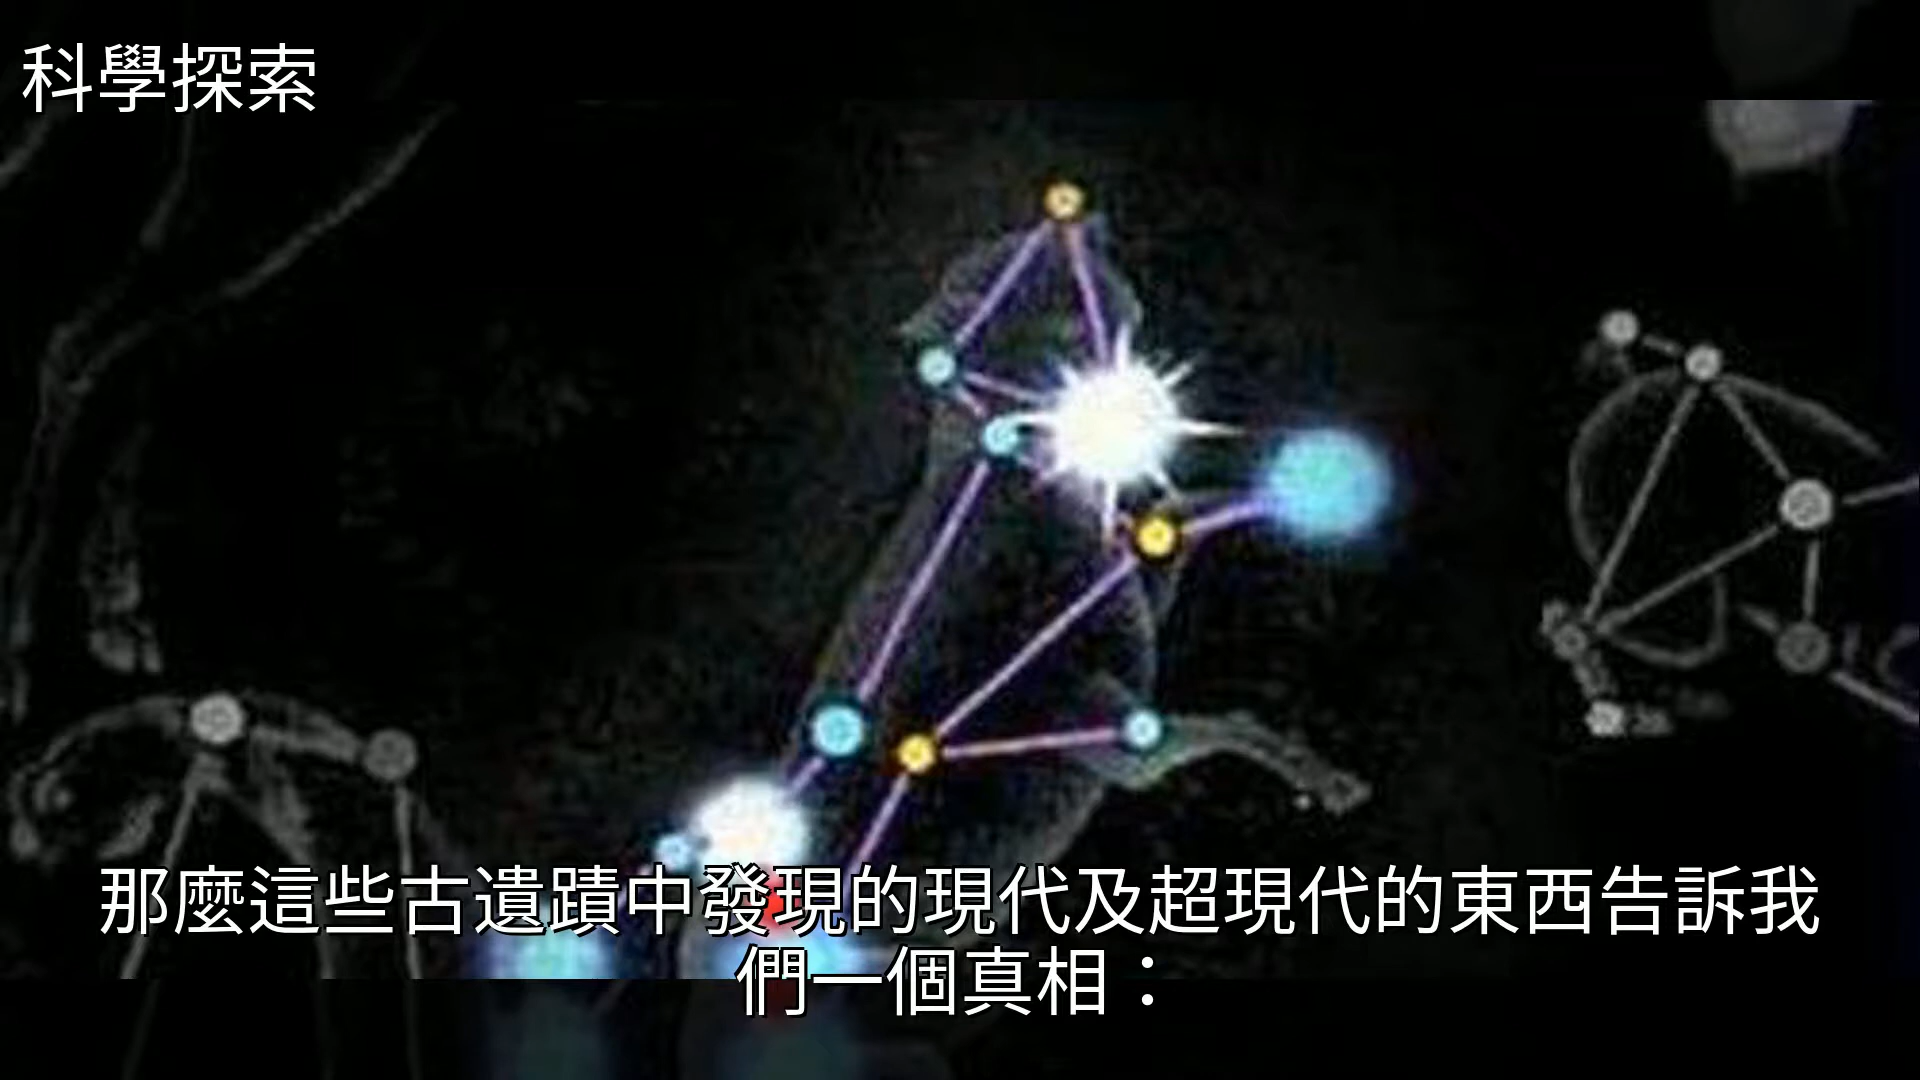 科學探索
那麼這些古遺蹟中發現的現代及超現代的東西告訴我
們一個真相：